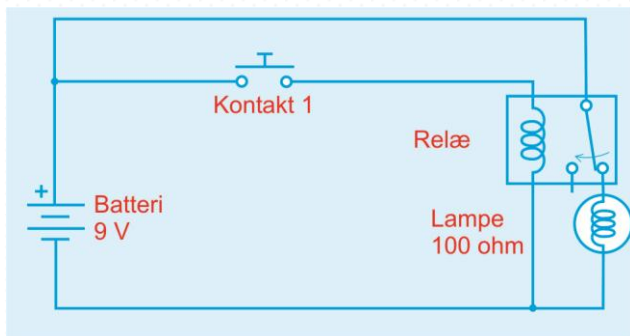 Kontakt 1
Relæ
+
Batteri
9 V
Lampe
100 ohm